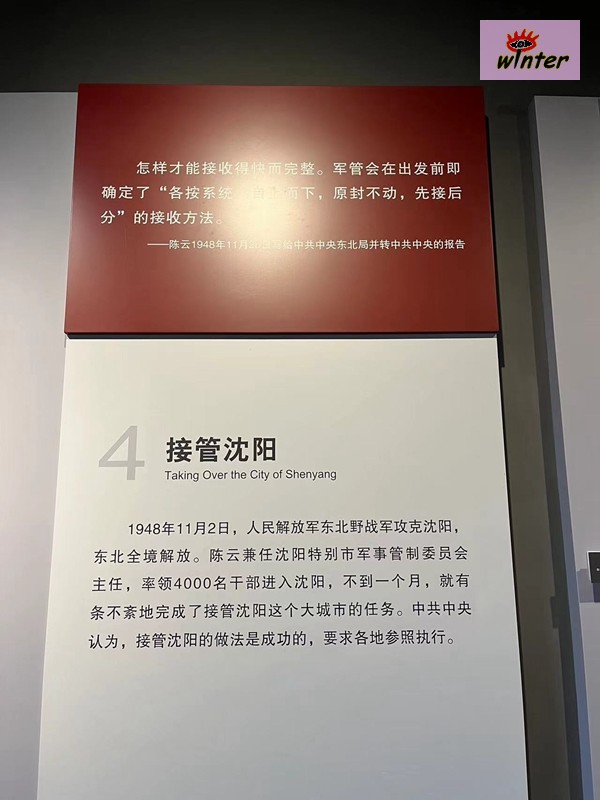 winter
怎样才能接收得快而完整。军管会在出发前即
确定了“各按系统，自上而下，原封不动，先接后
分”的接收方法。
——陈云1948年11月 中共中央东北局并转中共中央的报告
4 接管沈阳
Taking Over the City of Shenyang
1948年11月2日，人民解放军东北野战军攻克沈阳，
东北全境解放。陈云兼任沈阳特别市军事管制委员会
主任，率领4000名干部进入沈阳，不到一个月，就有
条不紊地完成了接管沈阳这个大城市的任务。中共中央
认为，接管沈阳的做法是成功的，要求各地参照执行。